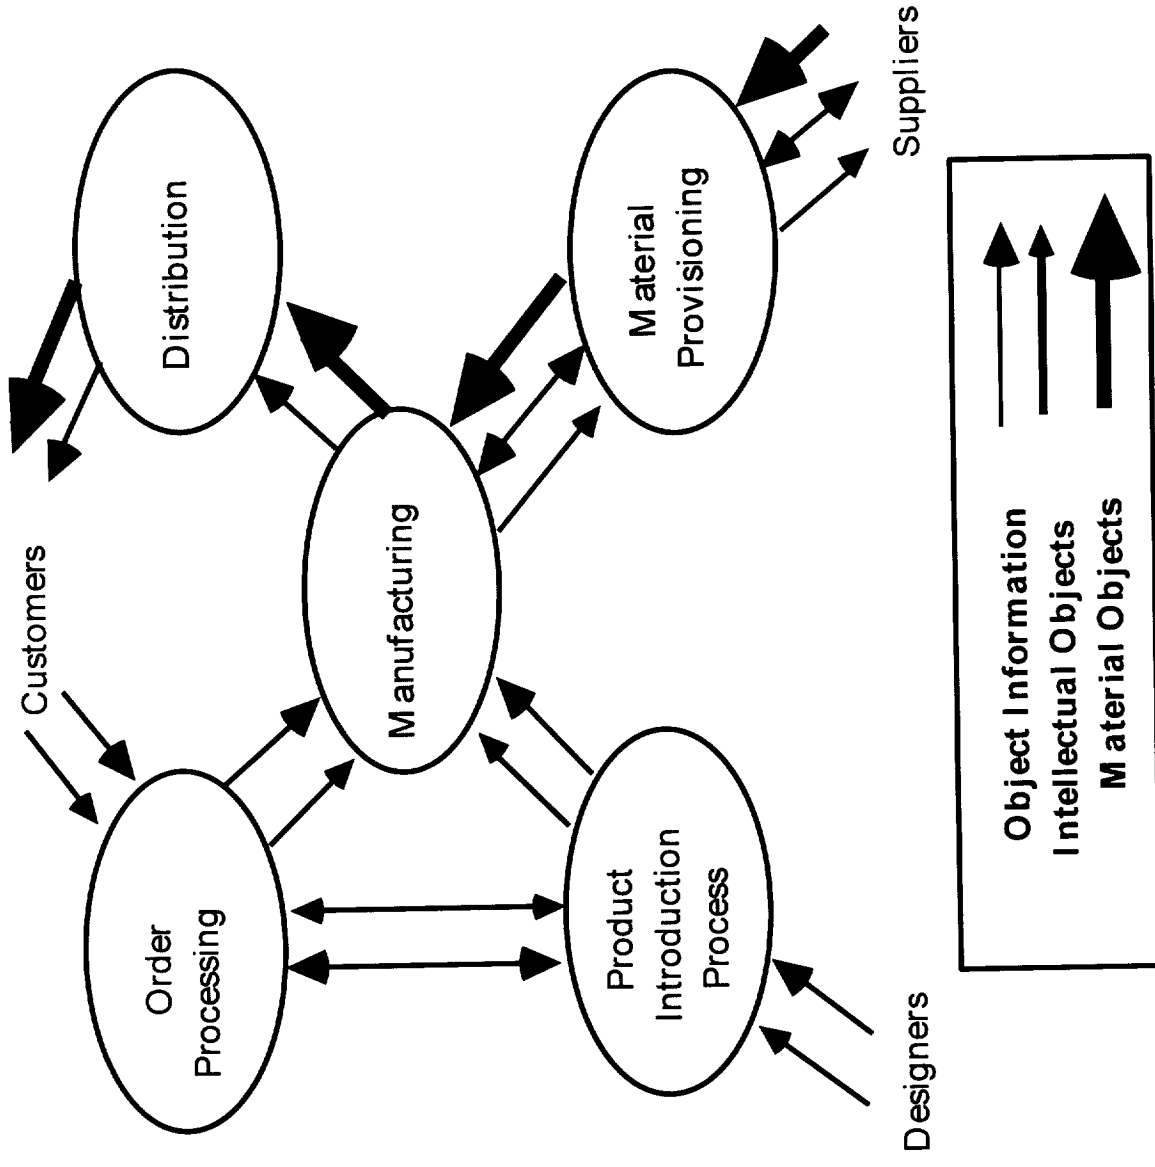 Customers
Order
Processing
Distribution
Manufacturing
Product
Introduction
Process
Material
Provisioning
Designers
Suppliers
Object Information
Intellectual Objects
Material Objects